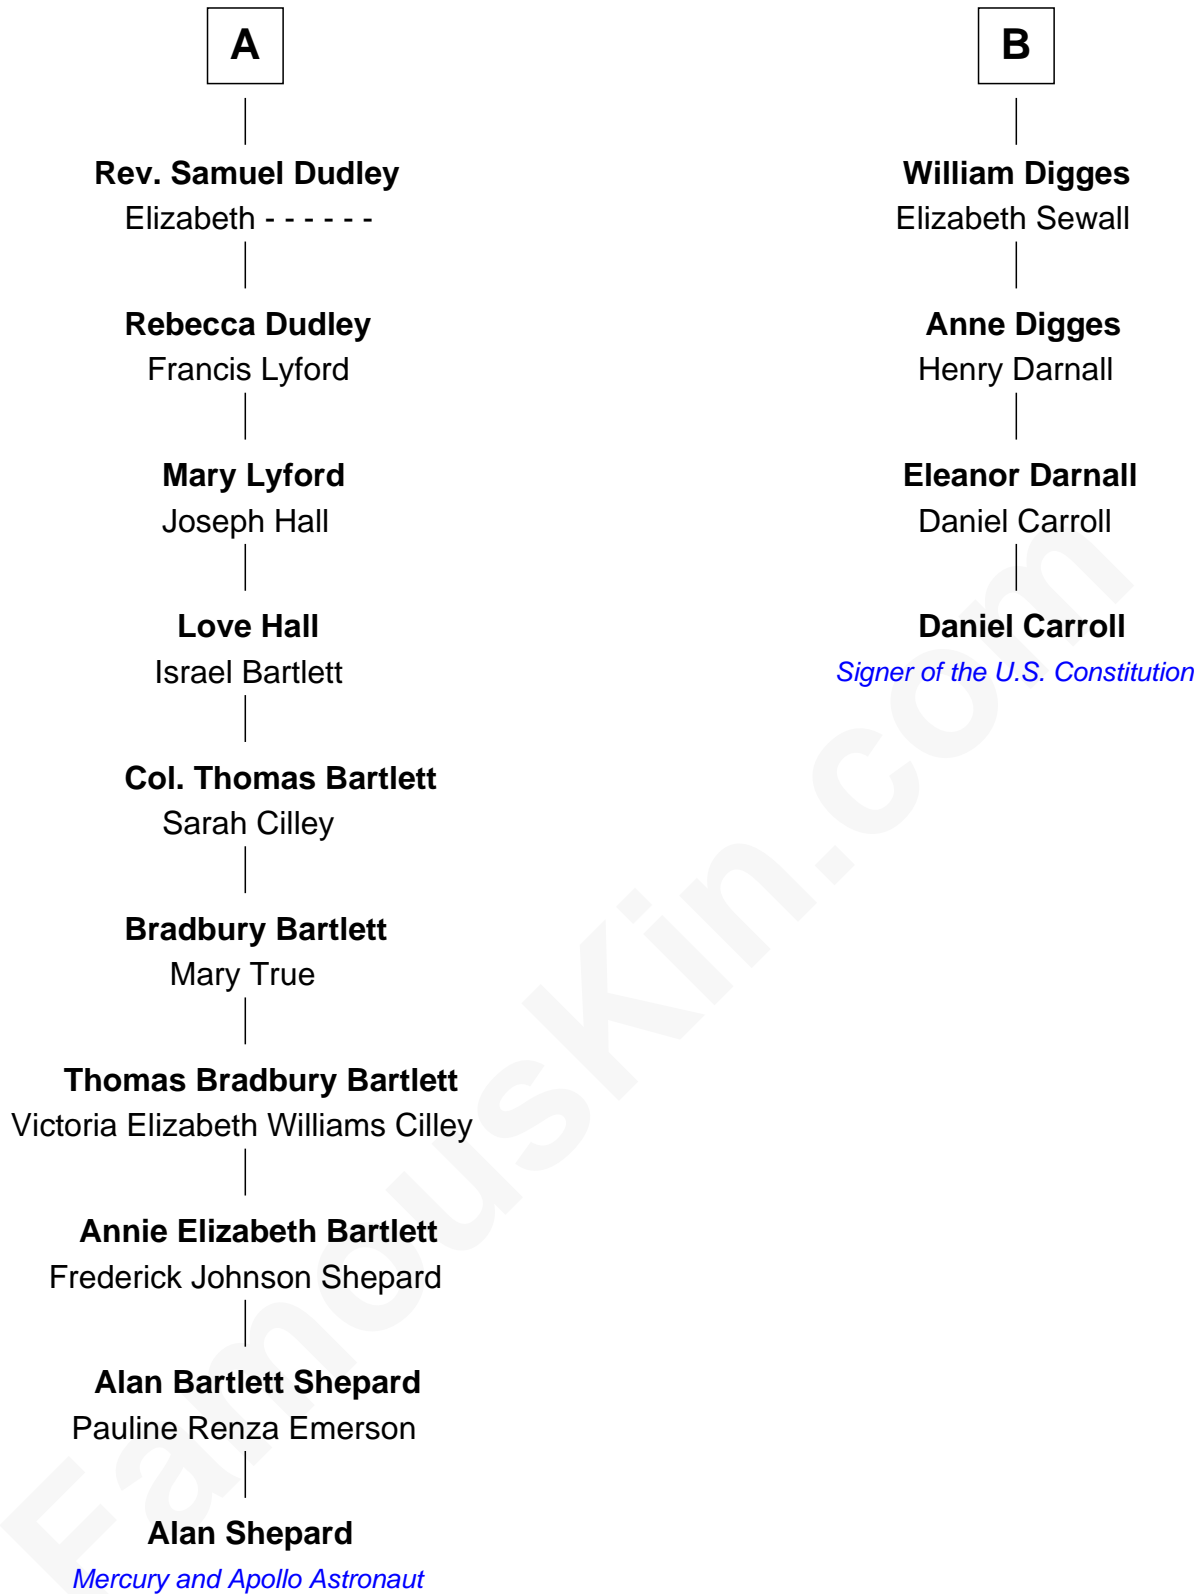 A
Rev. Samuel Dudley
Elizabeth - - - - - -
Rebecca Dudley
Francis Lyford
Mary Lyford
Joseph Hall
Love Hall
Israel Bartlett
Col. Thomas Bartlett
Sarah Cilley
Bradbury Bartlett
Mary True
Thomas Bradbury Bartlett
Victoria Elizabeth Williams Cilley
Annie Elizabeth Bartlett
Frederick Johnson Shepard
Alan Bartlett Shepard
Pauline Renza Emerson
Alan Shepard
Mercury and Apollo Astronaut
B
William Digges
Elizabeth Sewall
Anne Digges
Henry Darnall
Eleanor Darnall
Daniel Carroll
Daniel Carroll
Signer of the U.S. Constitution
FamousKin.com